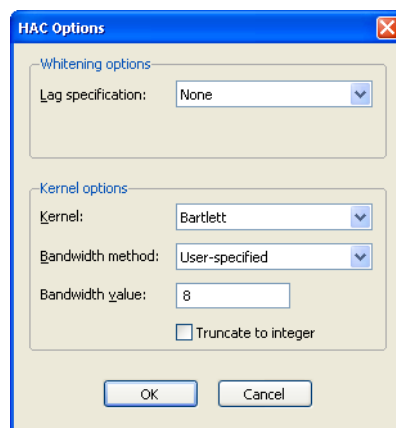 HAC Options
Whitening options
Lag specification: None
Kernel options
Kernel: Bartlett
Bandwidth method: User-specified
Bandwidth value: 8
Truncate to integer
OK Cancel